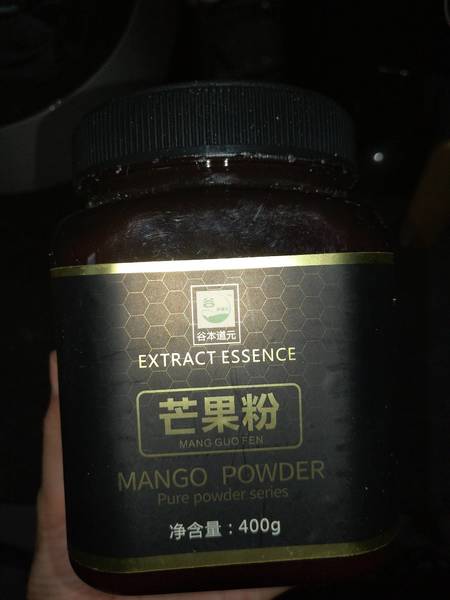 谷
谷本道元
EXTRACT ESSENCE
芒果粉
MANG GUO FEN
MANGO POWDER
Pure powder series
净含量：400g